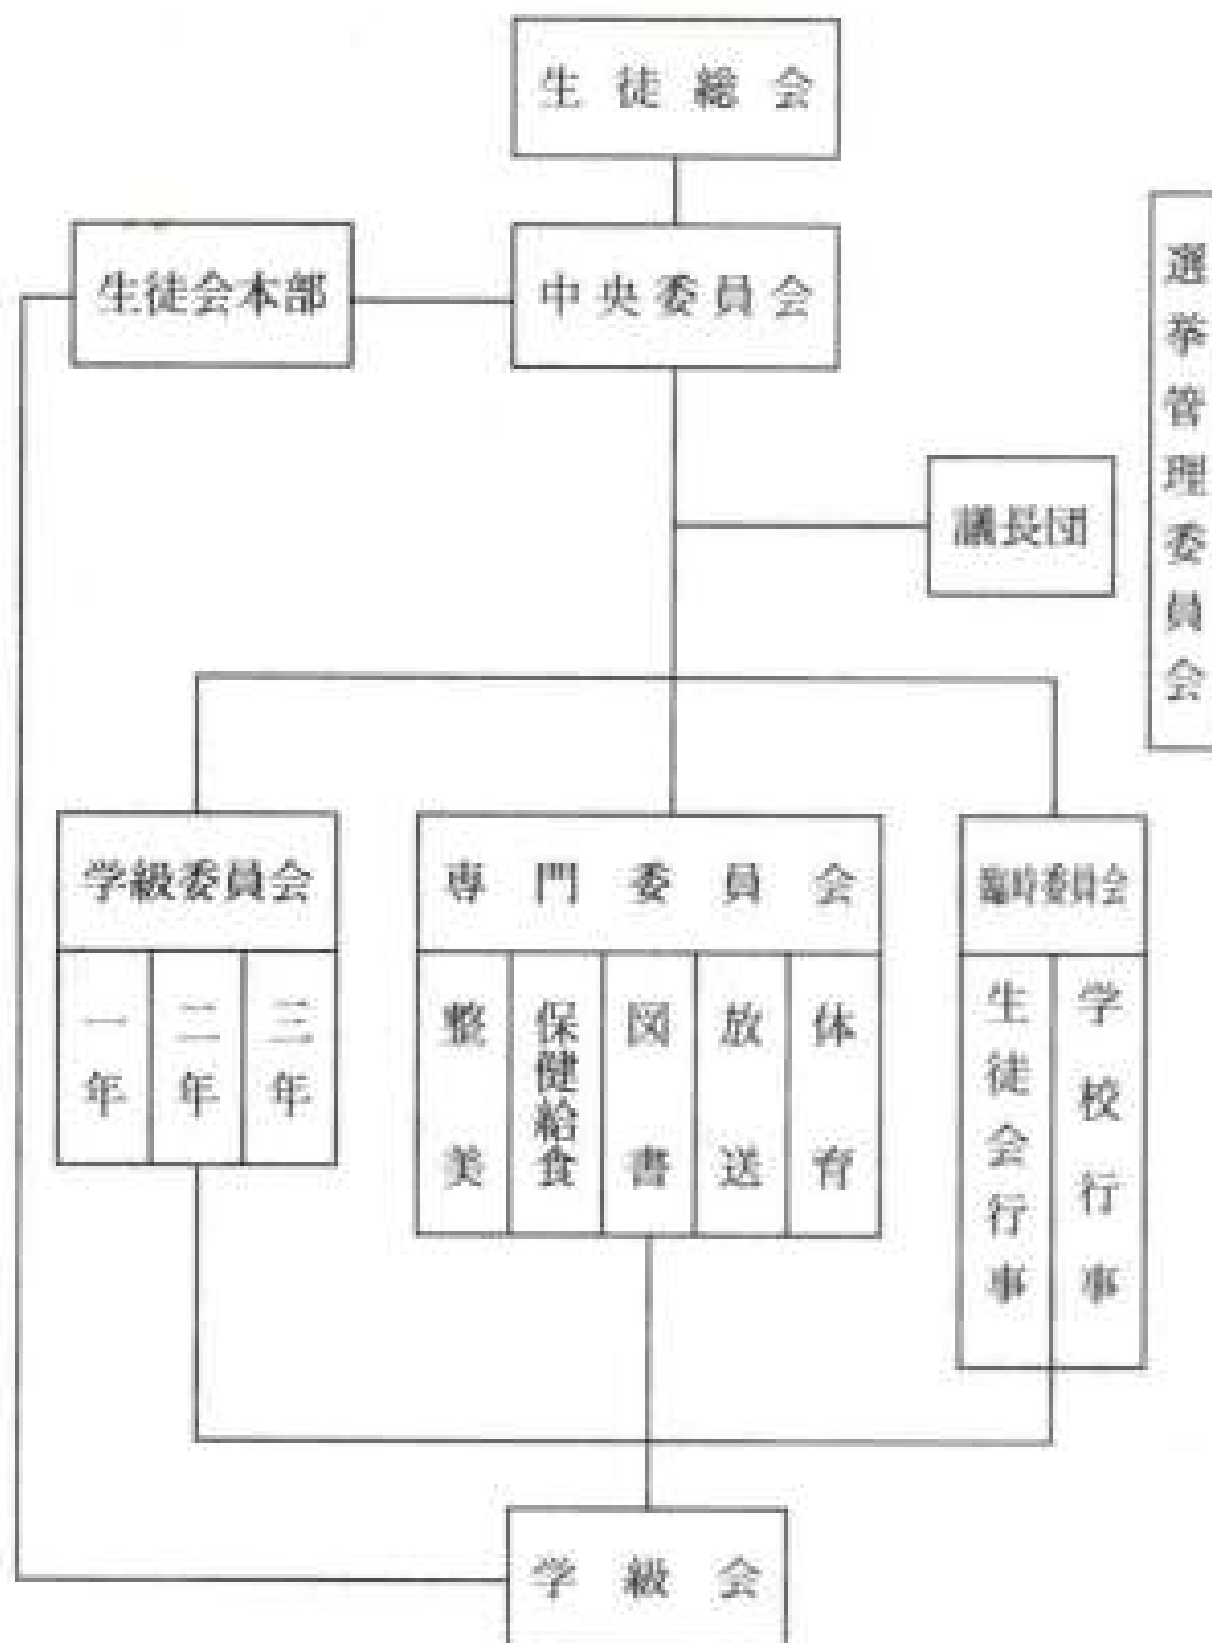 生徒総会
生徒会本部
中央委員会
選挙管理委員会
議長団
学級委員会
一年
二年
三年
専門委員会
整美
保健給食
図書
放送
体育
臨時委員会
生徒会行事
学校行事
学級会